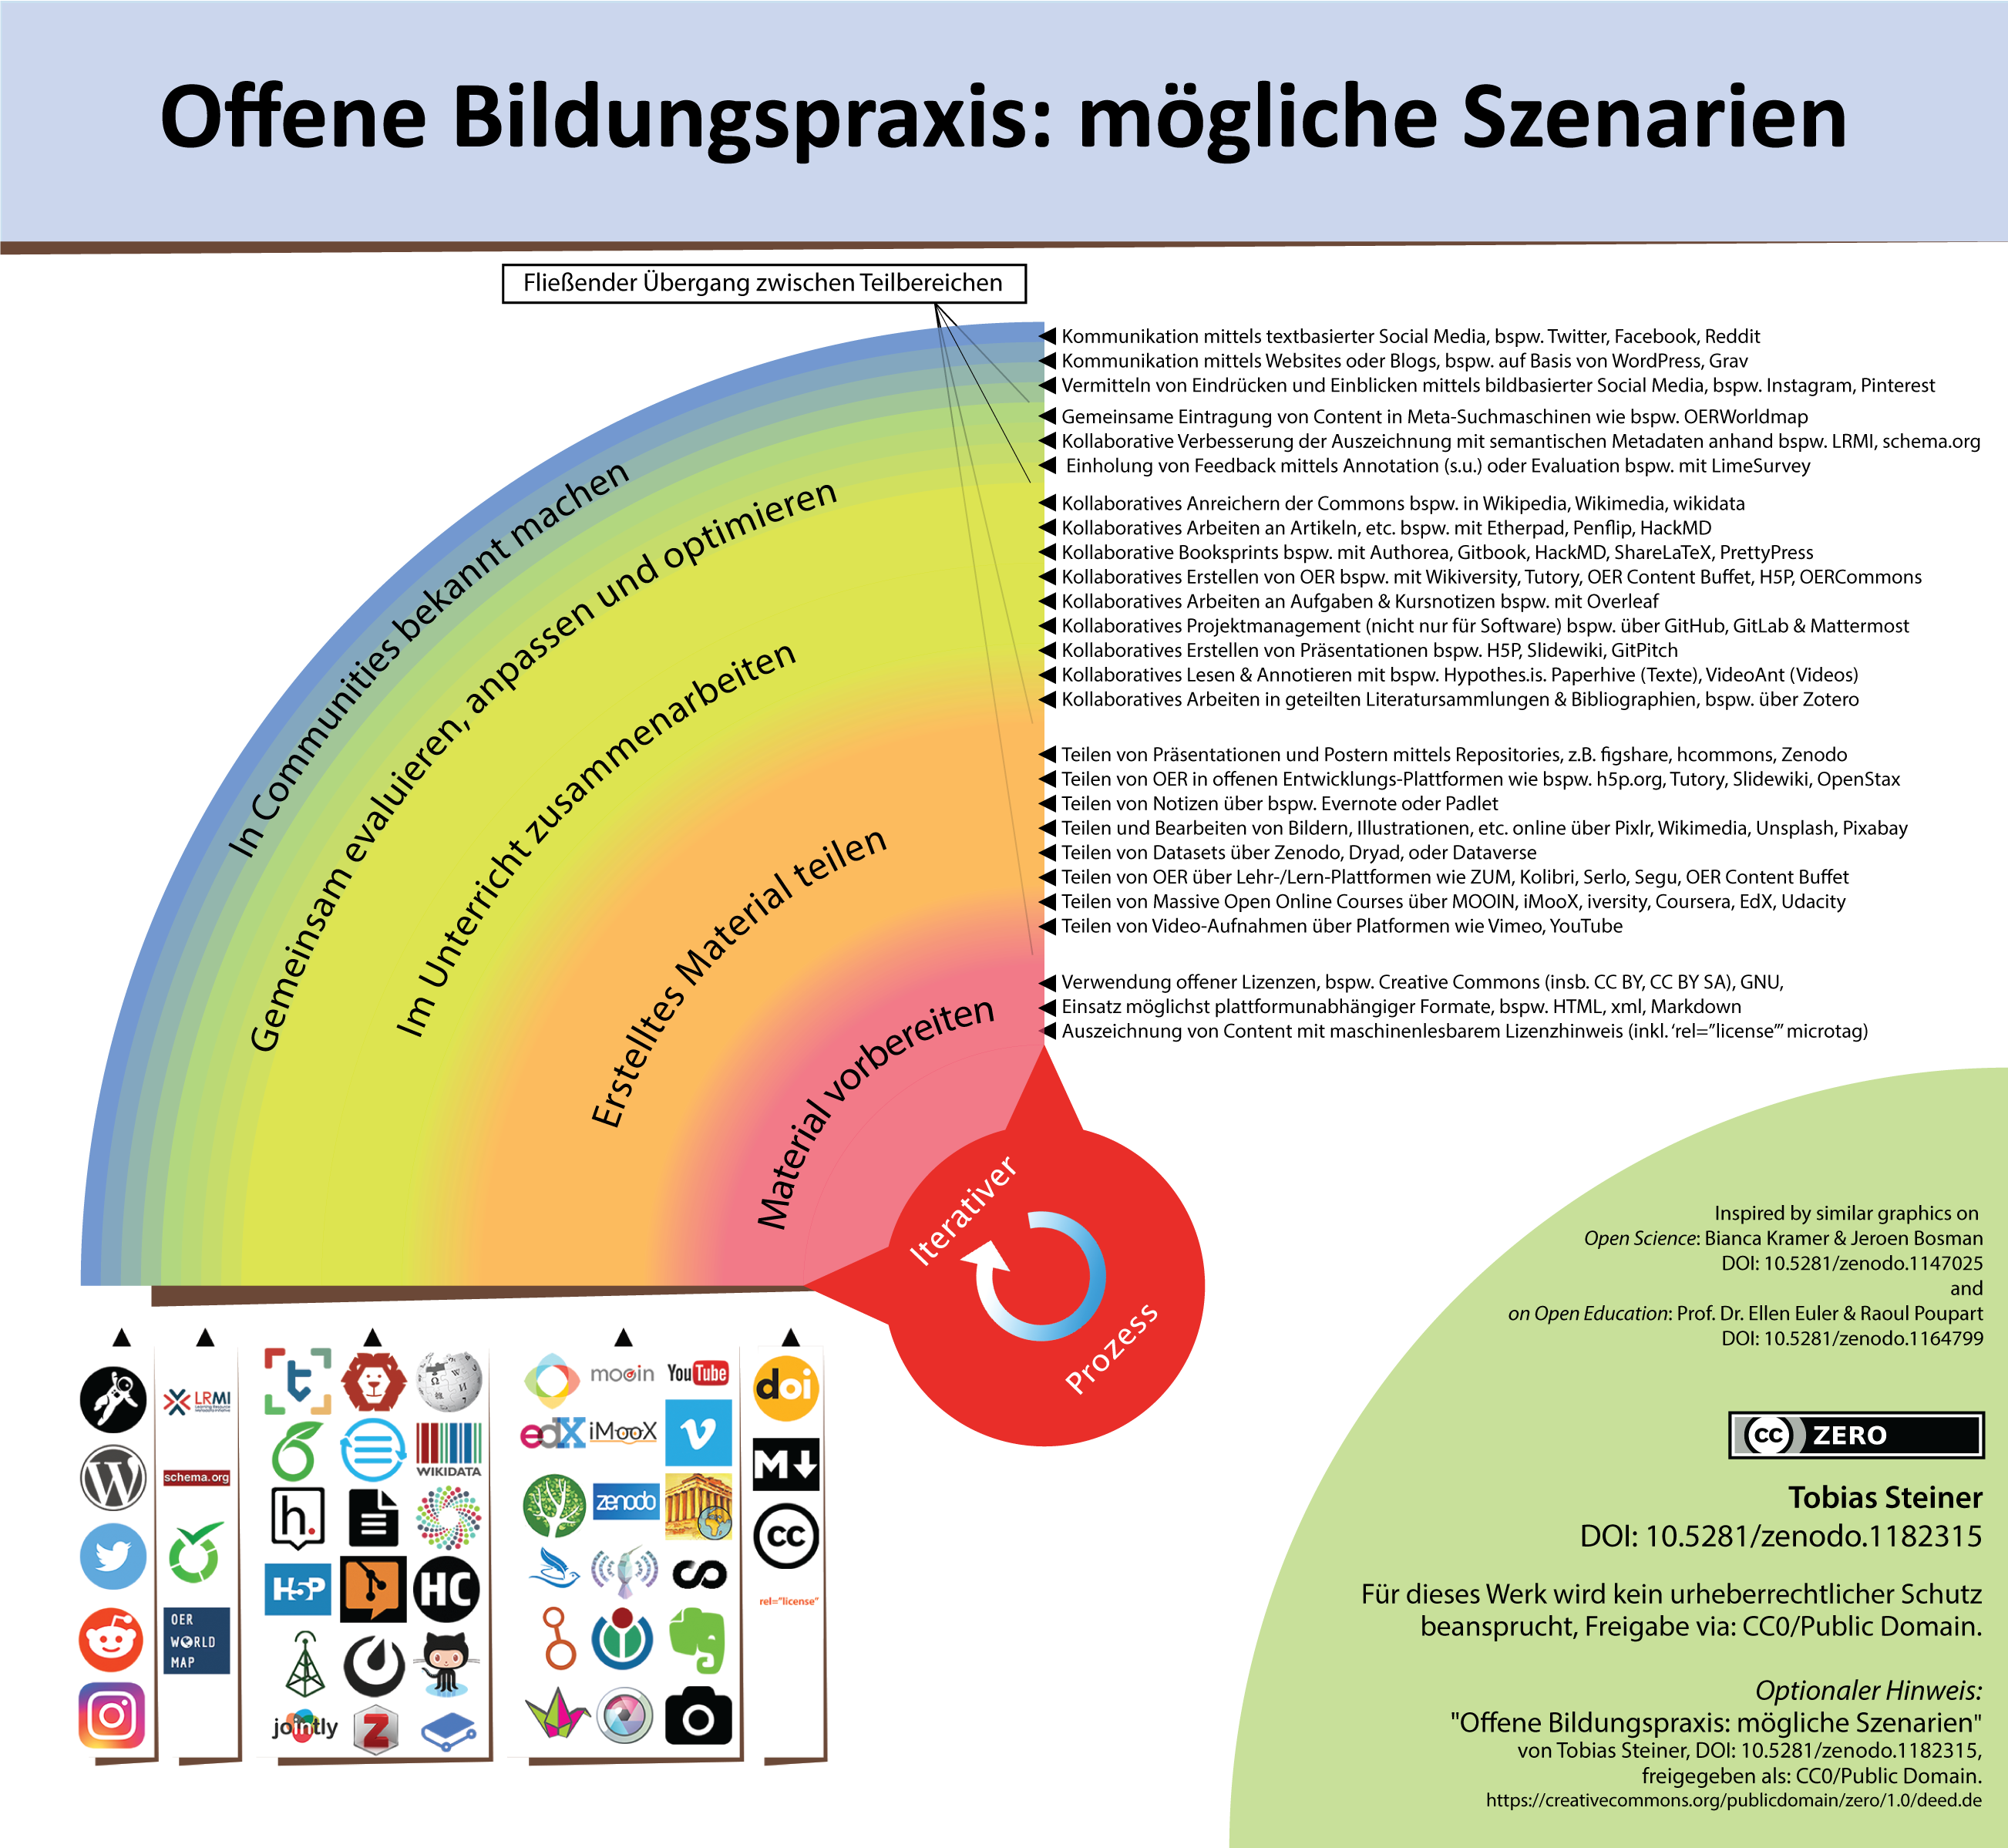 Offene Bildungspraxis: mögliche Szenarien
Fließender Übergang zwischen Teilbereichen
In Communities bekannt machen
Gemeinsam evaluieren, anpassen und optimieren
Im Unterricht zusammenarbeiten
Erstelltes Material teilen
Material vorbereiten
Kommunikation mittels textbasierter Social Media, bspw. Twitter, Facebook, Reddit
Kommunikation mittels Websites oder Blogs, bspw. auf Basis von WordPress, Grav
Vermitteln von Eindrücken und Einblicken mittels bildbasierter Social Media, bspw. Instagram, Pinterest
Gemeinsame Eintragung von Content in Meta-Suchmaschinen wie bspw. OERWorldmap
Kollaborative Verbesserung der Auszeichnung mit semantischen Metadaten anhand bspw. LRMI, schema.org
Einholung von Feedback mittels Annotation (s.u.) oder Evaluation bspw. mit LimeSurvey
Kollaboratives Anreichern der Commons bspw. in Wikipedia, Wikimedia, wikidata
Kollaboratives Arbeiten an Artikeln, etc. bspw. mit Etherpad, Penflip, HackMD
Kollaborative Booksprints bspw. mit Authorea, Gitbook, HackMD, ShareLaTeX, PrettyPress
Kollaboratives Erstellen von OER bspw. mit Wikiversity, Tutory, OER Content Buffet, H5P, OERCommons
Kollaboratives Arbeiten an Aufgaben & Kursnotizen bspw. mit Overleaf
Kollaboratives Projektmanagement (nicht nur für Software) bspw. über GitHub, GitLab & Mattermost
Kollaboratives Erstellen von Präsentationen bspw. H5P, Slidewiki, GitPitch
Kollaboratives Lesen & Annotieren mit bspw. Hypothes.is. Paperhive (Texte), VideoAnt (Videos)
Kollaboratives Arbeiten in geteilten Literatursammlungen & Bibliographien, bspw. über Zotero
Teilen von Präsentationen und Postern mittels Repositories, z.B. figshare, hcommons, Zenodo
Teilen von OER in offenen Entwicklungs-Plattformen wie bspw. h5p.org, Tutory, Slidewiki, OpenStax
Teilen von Notizen über bspw. Evernote oder Padlet
Teilen und Bearbeiten von Bildern, Illustrationen, etc. online über Pixlr, Wikimedia, Unsplash, Pixabay
Teilen von Datasets über Zenodo, Dryad, oder Dataverse
Teilen von OER über Lehr-/Lern-Plattformen wie ZUM, Kolibri, Serlo, Segu, OER Content Buffet
Teilen von Massive Open Online Courses über MOOIN, iMooX, iversity, Coursera, EdX, Udacity
Teilen von Video-Aufnahmen über Platformen wie Vimeo, YouTube
Verwendung offener Lizenzen, bspw. Creative Commons (insb. CC BY, CC BY SA), GNU,
Einsatz möglichst plattformunabhängiger Formate, bspw. HTML, xml, Markdown
Auszeichnung von Content mit maschinenlesbarem Lizenzhinweis (inkl. ‘rel=”license”’ microtag)
Iterativer
Prozess
LRMI
schema.org
OER
WORLD
MAP
t
WIKIDATA
h.
H5P
HC
jointly
Z
mooin
YouTube
edX
iMooX
zenodo
doi
M
cc
rel="license"
Inspired by similar graphics on
Open Science: Bianca Kramer & Jeroen Bosman
DOI: 10.5281/zenodo.1147025
and
on Open Education: Prof. Dr. Ellen Euler & Raoul Poupart
DOI: 10.5281/zenodo.1164799
cc ZERO
Tobias Steiner
DOI: 10.5281/zenodo.1182315
Für dieses Werk wird kein urheberrechtlicher Schutz
beansprucht, Freigabe via: CC0/Public Domain.
Optionaler Hinweis:
"Offene Bildungspraxis: mögliche Szenarien"
von Tobias Steiner, DOI: 10.5281/zenodo.1182315,
freigegeben als: CC0/Public Domain.
https://creativecommons.org/publicdomain/zero/1.0/deed.de